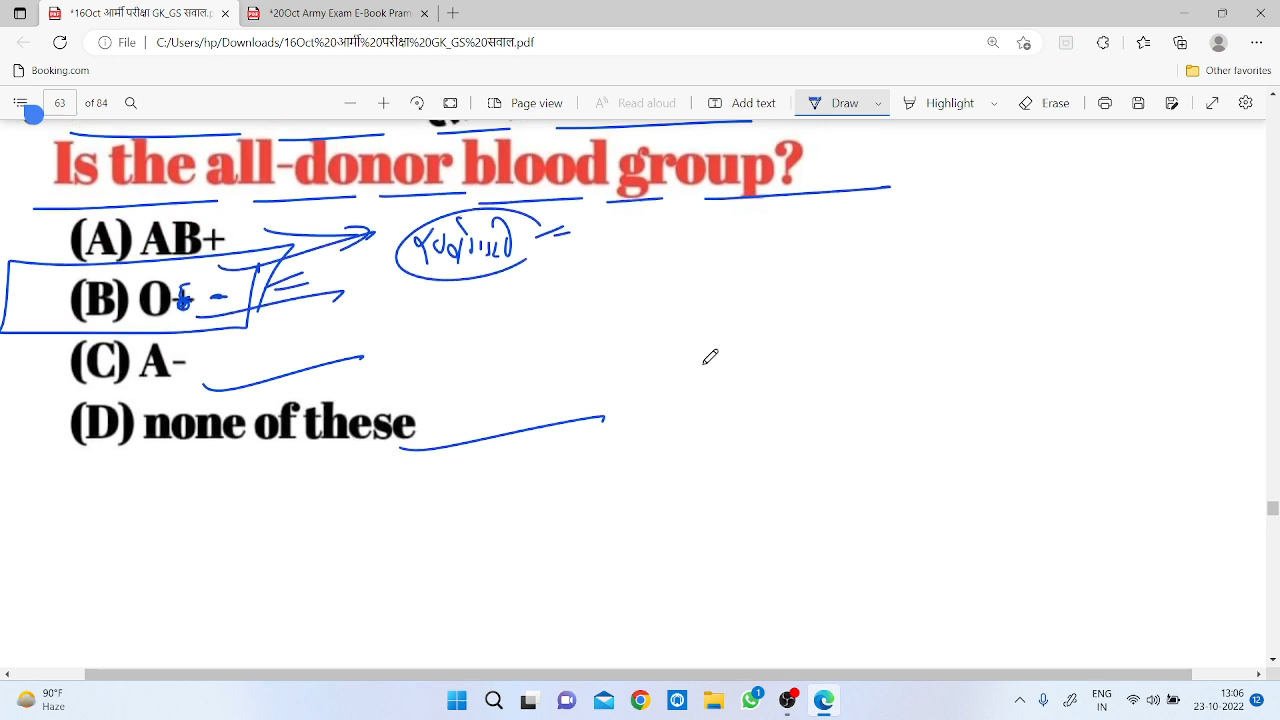 *16Oct आर्मी परीक्षा GK_GS सवाल.p
*20Oct Army Exam E-Book Pram
File C:/Users/hp/Downloads/16Oct%20आर्मी%20परीक्षा%20GK_GS%20सवाल.pdf
Booking.com
Other favorites
63 of 84
Page view
Read aloud
Add text
Draw
Highlight
Erase
Is the all-donor blood group?
(A) AB+
(B) O+ -
(C) A-
(D) none of these
90°F
Haze
1
ENG
IN
13:06
23-10-2022
12